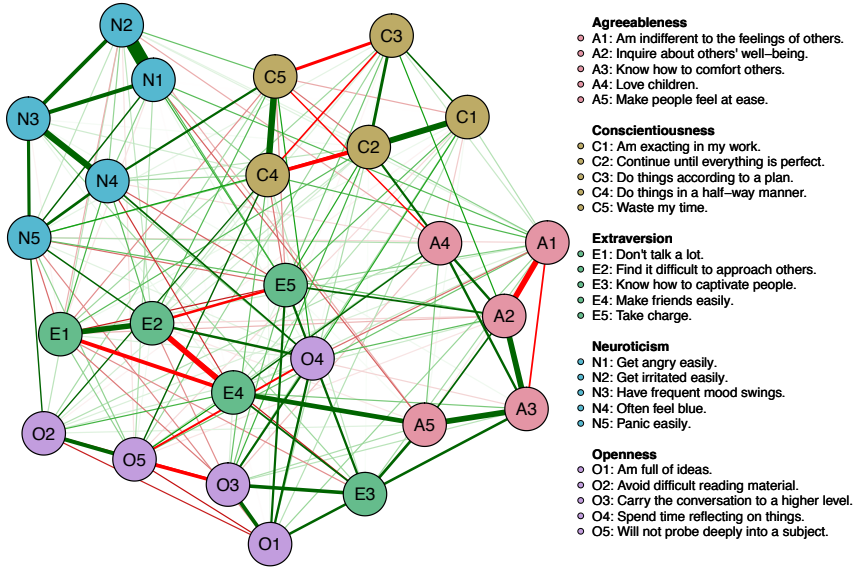 N2
C3
N1
C5
N3
C1
C2
N4
C4
N5
A4
A1
E5
A2
E1
E2
O4
E4
A3
A5
O2
O5
O3
E3
O1
Agreeableness
A1: Am indifferent to the feelings of others.
A2: Inquire about others' well−being.
A3: Know how to comfort others.
A4: Love children.
A5: Make people feel at ease.
Conscientiousness
C1: Am exacting in my work.
C2: Continue until everything is perfect.
C3: Do things according to a plan.
C4: Do things in a half−way manner.
C5: Waste my time.
Extraversion
E1: Don't talk a lot.
E2: Find it difficult to approach others.
E3: Know how to captivate people.
E4: Make friends easily.
E5: Take charge.
Neuroticism
N1: Get angry easily.
N2: Get irritated easily.
N3: Have frequent mood swings.
N4: Often feel blue.
N5: Panic easily.
Openness
O1: Am full of ideas.
O2: Avoid difficult reading material.
O3: Carry the conversation to a higher level.
O4: Spend time reflecting on things.
O5: Will not probe deeply into a subject.